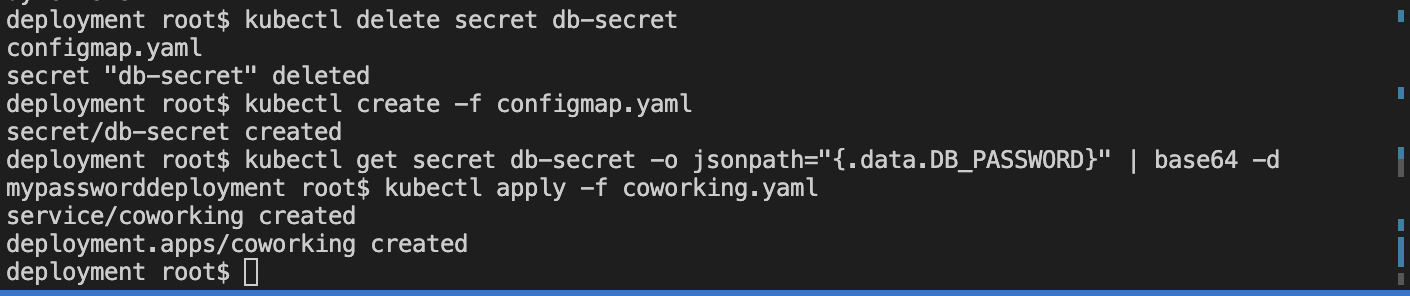 deployment root$ kubectl delete secret db-secret
configmap.yaml
secret "db-secret" deleted
deployment root$ kubectl create -f configmap.yaml
secret/db-secret created
deployment root$ kubectl get secret db-secret -o jsonpath="{.data.DB_PASSWORD}" | base64 -d
mypassworddeployment root$ kubectl apply -f coworking.yaml
service/coworking created
deployment.apps/coworking created
deployment root$